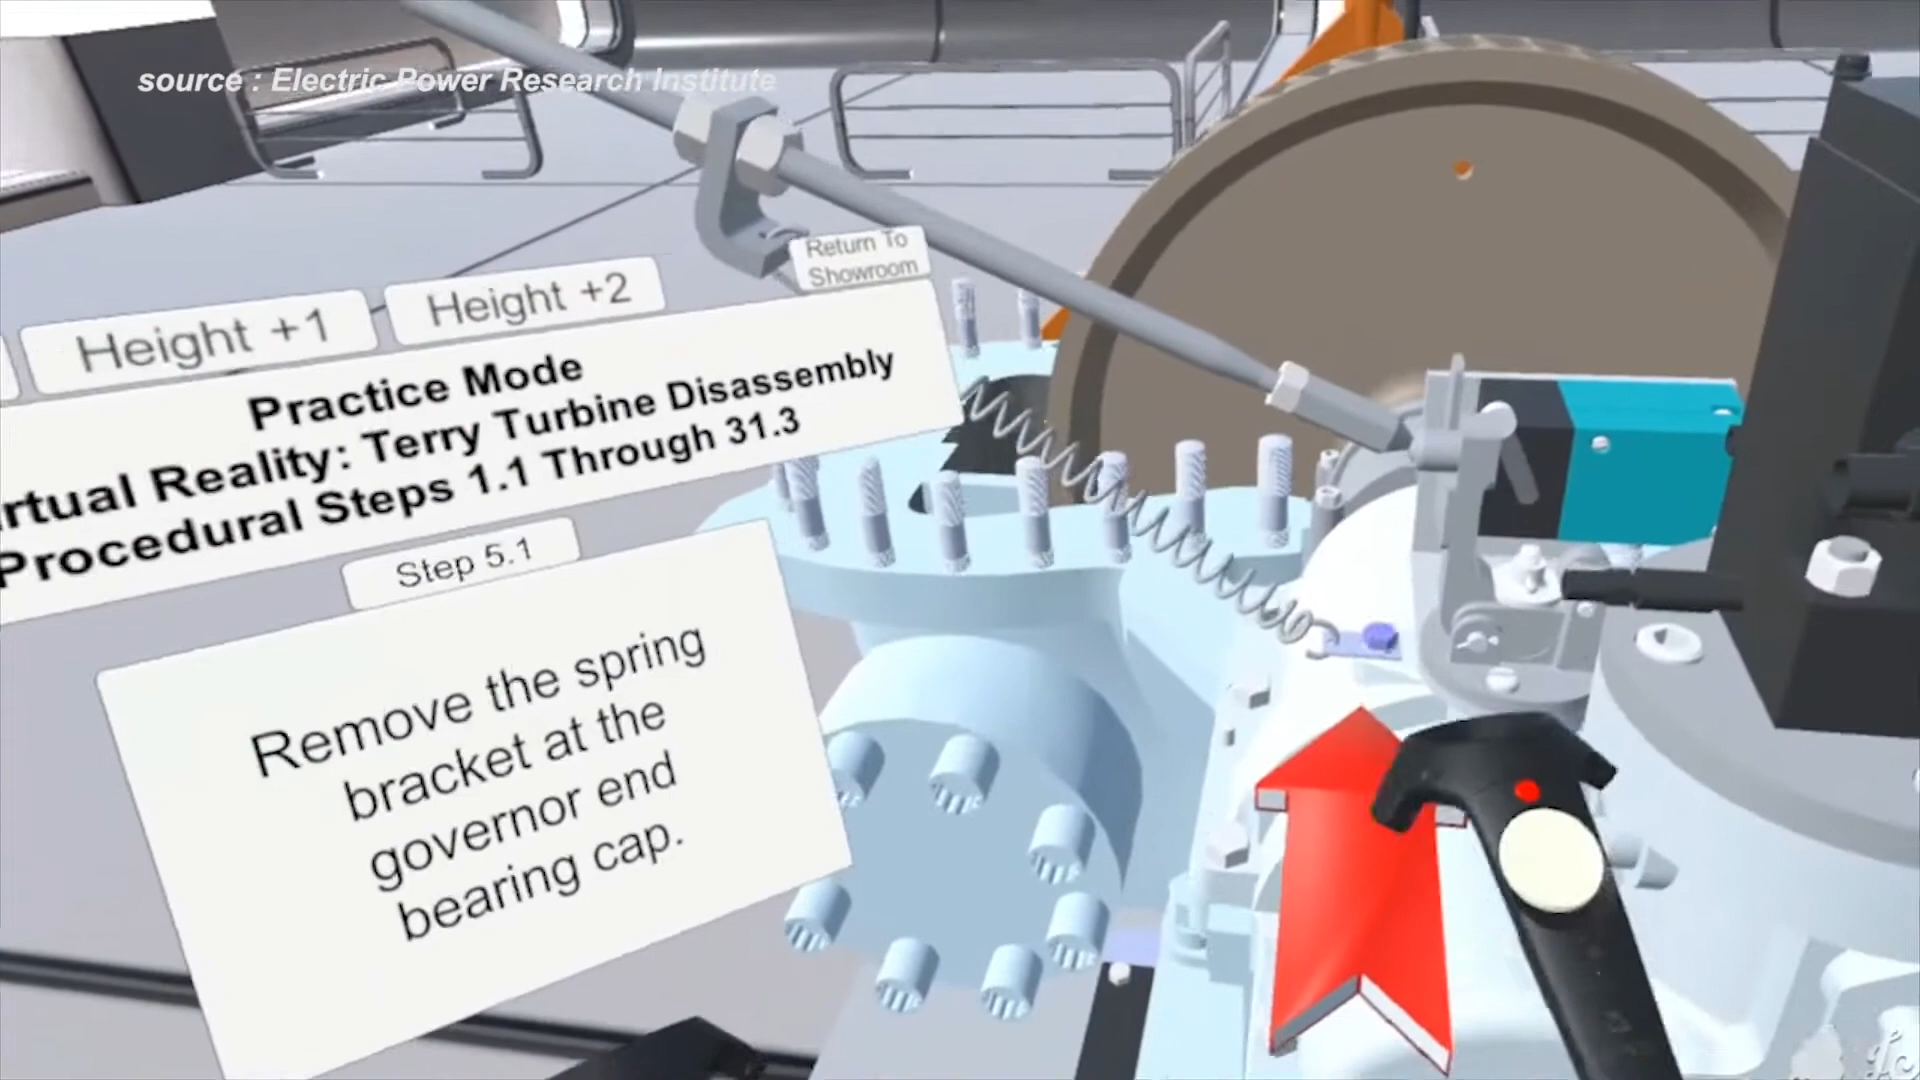 source : Electric Power Research Institute
Return To
Showroom
Height +1
Height +2
Practice Mode
rtual Reality: Terry Turbine Disassembly
Procedural Steps 1.1 Through 31.3
Step 5.1
Remove the spring
bracket at the
governor end
bearing cap.